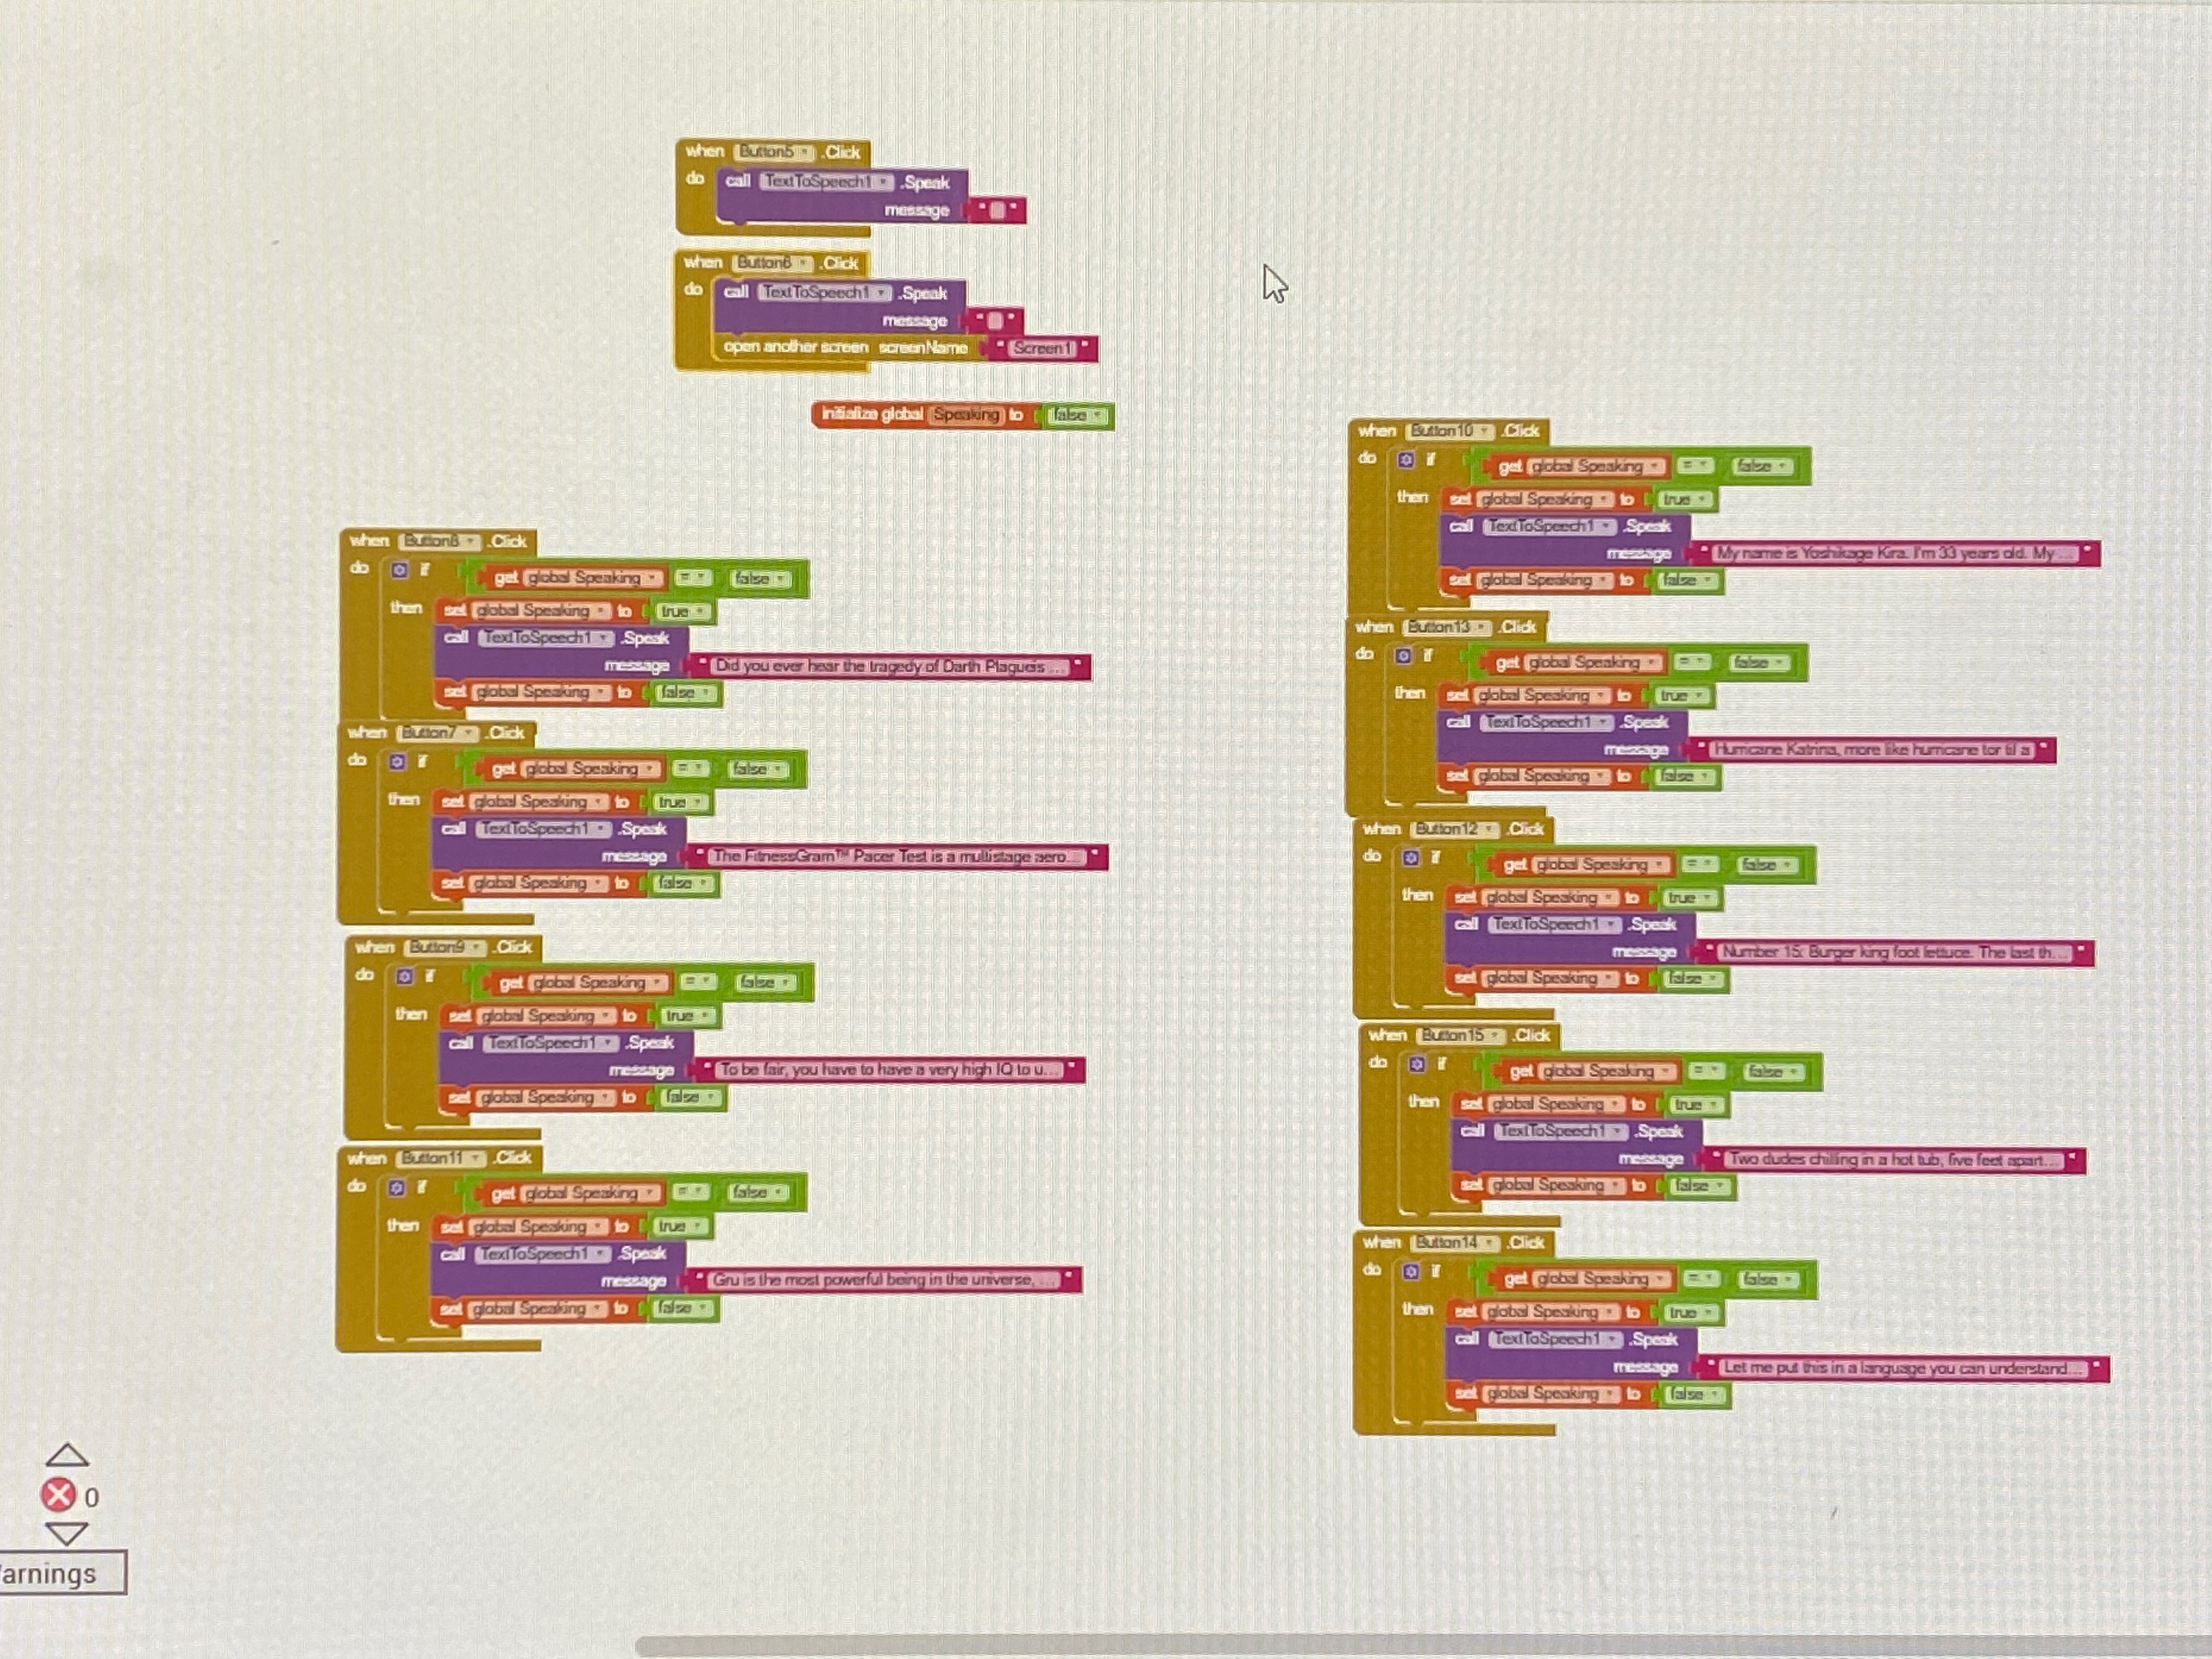 when Button5 .Click
do call TextToSpeech1 .Speak
message " "
when Button6 .Click
do call TextToSpeech1 .Speak
message " "
open another screen screenName " Screen1 "
initialize global Speaking to false
when Button8 .Click
do if get global Speaking = false
then set global Speaking to true
call TextToSpeech1 .Speak
message " Did you ever hear the tragedy of Darth Plagueis ... "
set global Speaking to false
when Button7 .Click
do if get global Speaking = false
then set global Speaking to true
call TextToSpeech1 .Speak
message " The FitnessGram™ Pacer Test is a multistage aero... "
set global Speaking to false
when Button9 .Click
do if get global Speaking = false
then set global Speaking to true
call TextToSpeech1 .Speak
message " To be fair, you have to have a very high IQ to u... "
set global Speaking to false
when Button11 .Click
do if get global Speaking = false
then set global Speaking to true
call TextToSpeech1 .Speak
message " Gru is the most powerful being in the universe, ... "
set global Speaking to false
when Button10 .Click
do if get global Speaking = false
then set global Speaking to true
call TextToSpeech1 .Speak
message " My name is Yoshikage Kira. I'm 33 years old. My ... "
set global Speaking to false
when Button13 .Click
do if get global Speaking = false
then set global Speaking to true
call TextToSpeech1 .Speak
message " Hurricane Katrina, more like hurricane tor til a "
set global Speaking to false
when Button12 .Click
do if get global Speaking = false
then set global Speaking to true
call TextToSpeech1 .Speak
message " Number 15: Burger king foot lettuce. The last th... "
set global Speaking to false
when Button15 .Click
do if get global Speaking = false
then set global Speaking to true
call TextToSpeech1 .Speak
message " Two dudes chilling in a hot tub, five feet apart... "
set global Speaking to false
when Button14 .Click
do if get global Speaking = false
then set global Speaking to true
call TextToSpeech1 .Speak
message " Let me put this in a language you can understand... "
set global Speaking to false
0
arnings